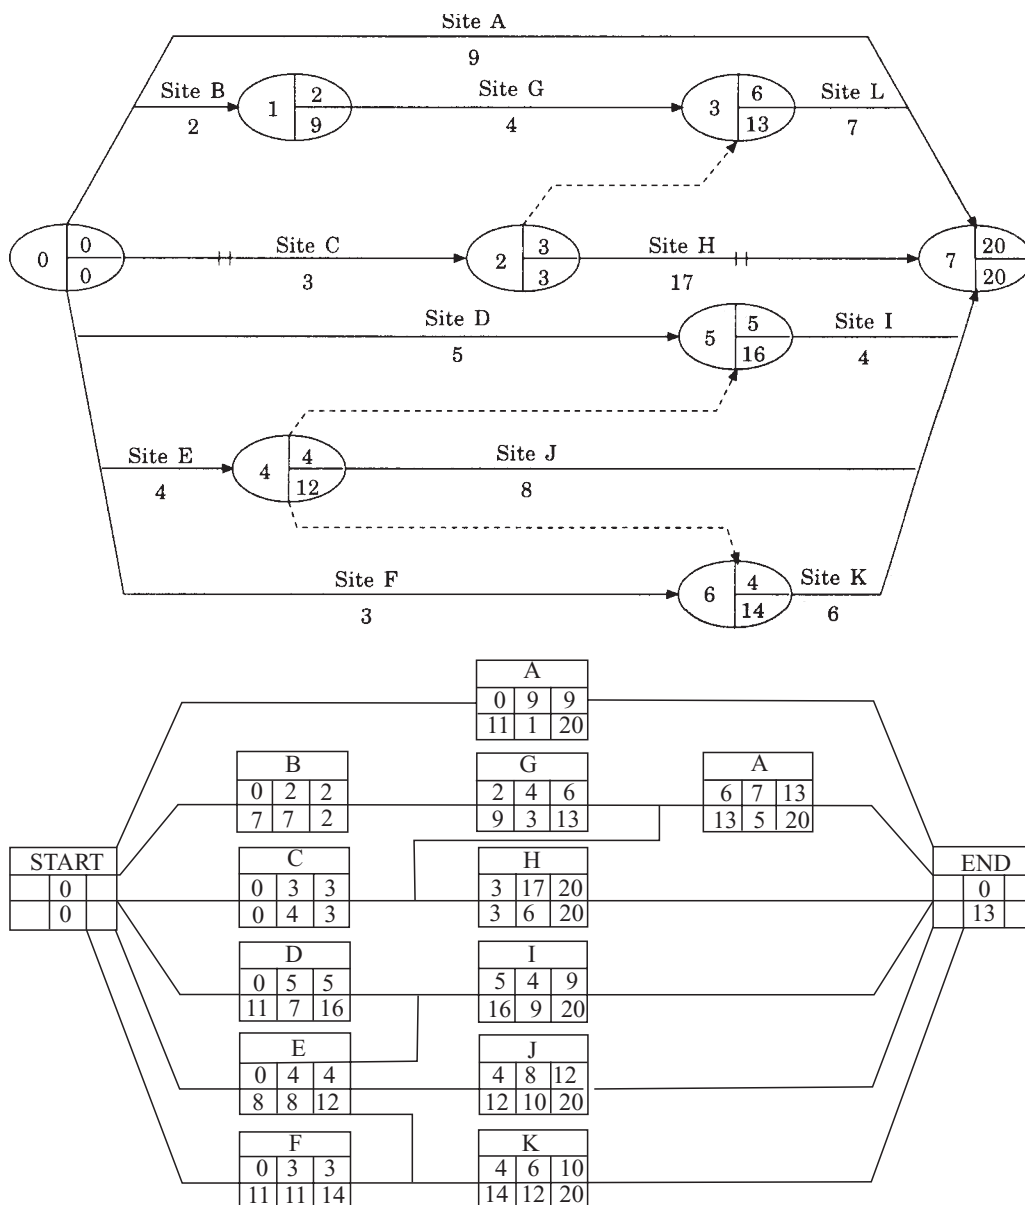 Site A
9
Site B
2
1
2
9
Site G
4
3
6
13
Site L
7
0
0
0
Site C
3
2
3
3
Site H
17
7
20
20
Site D
5
5
5
16
Site I
4
Site E
4
4
4
12
Site J
8
Site F
3
6
4
14
Site K
6
A
0 9 9
11 1 20
B
0 2 2
7 7 2
G
2 4 6
9 3 13
A
6 7 13
13 5 20
START
0
0
C
0 3 3
0 4 3
H
3 17 20
3 6 20
END
0
13
D
0 5 5
11 7 16
I
5 4 9
16 9 20
E
0 4 4
8 8 12
J
4 8 12
12 10 20
F
0 3 3
11 11 14
K
4 6 10
14 12 20